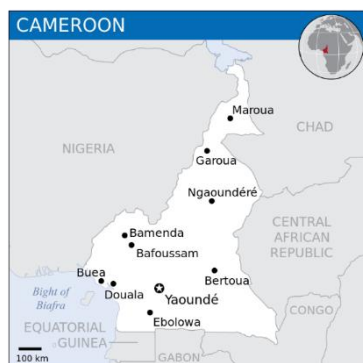 CAMEROON
Maroua
CHAD
NIGERIA
Garoua
Ngaoundéré
CENTRAL
AFRICAN
REPUBLIC
Bamenda
Bafoussam
Buea
Bertoua
Bight of
Biafra
Douala
Yaoundé
Ebolowa
CONGO
EQUATORIAL
GUINEA
GABON
100 km